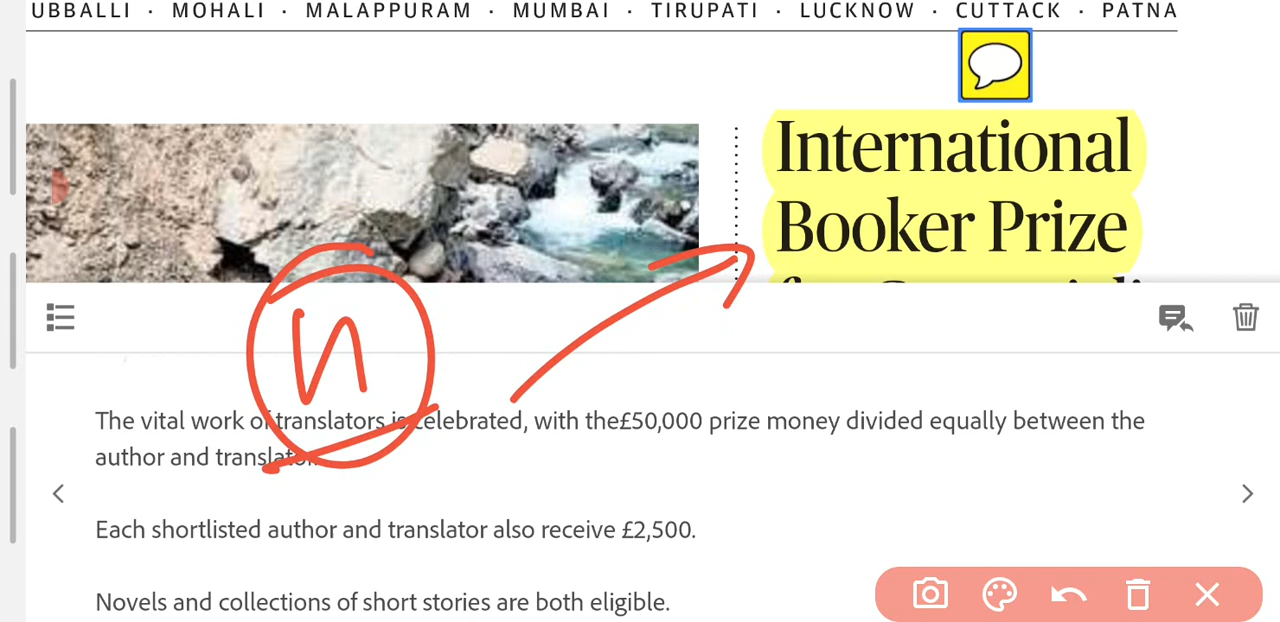 UBBALLI · MOHALI · MALAPPURAM · MUMBAI · TIRUPATI · LUCKNOW · CUTTACK · PATNA
International
Booker Prize
n
The vital work of translators is celebrated, with the£50,000 prize money divided equally between the
author and translator.
Each shortlisted author and translator also receive £2,500.
Novels and collections of short stories are both eligible.